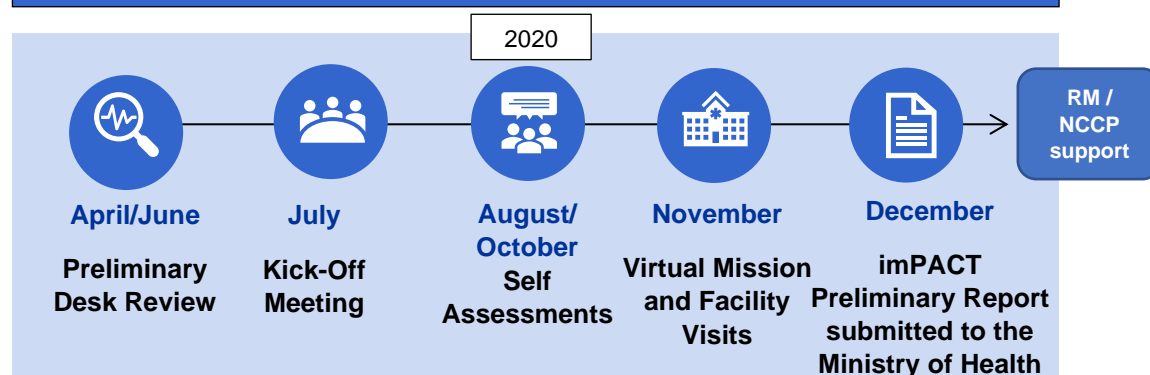 2020
RM /
NCCP
support
April/June
Preliminary
Desk Review
July
Kick-Off
Meeting
August/
October
Self
Assessments
November
Virtual Mission
and Facility
Visits
December
imPACT
Preliminary Report
submitted to the
Ministry of Health